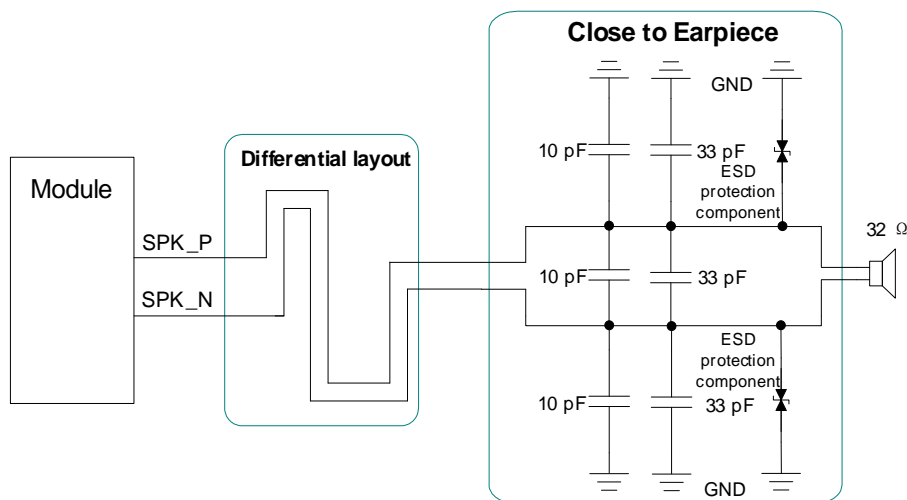 Close to Earpiece
GND
10 pF
33 pF
ESD
protection
component
Differential layout
Module
SPK_P
SPK_N
32 Ω
10 pF
33 pF
ESD
protection
component
10 pF
33 pF
GND